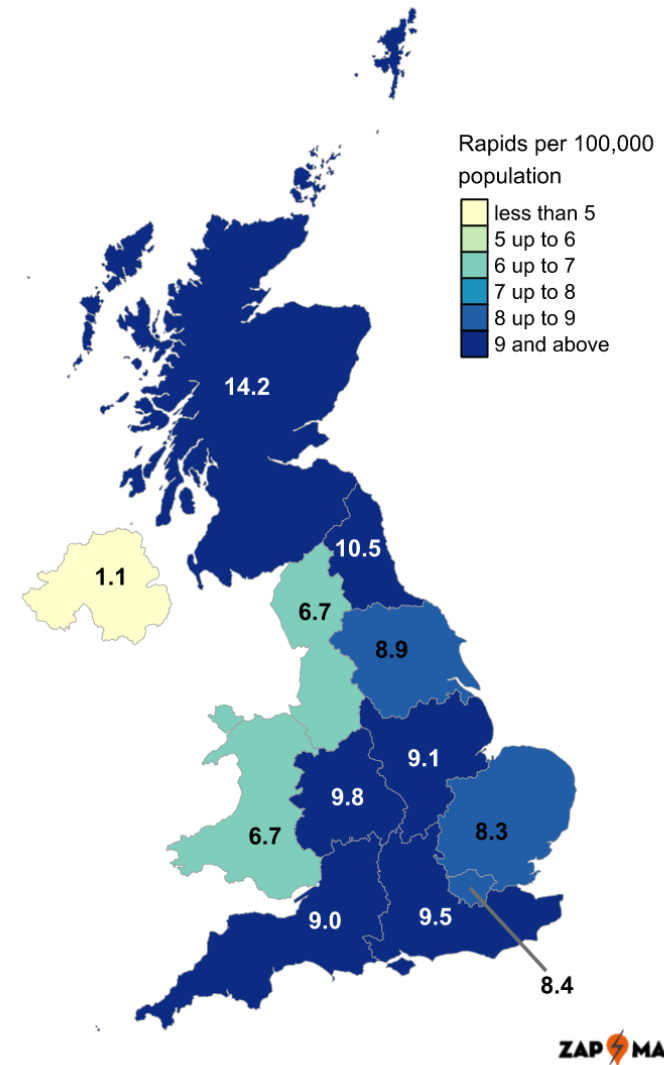 Rapids per 100,000
population
less than 5
5 up to 6
6 up to 7
7 up to 8
8 up to 9
9 and above
14.2
10.5
1.1
6.7
8.9
9.1
9.8
8.3
6.7
9.0
9.5
8.4
ZAP MA